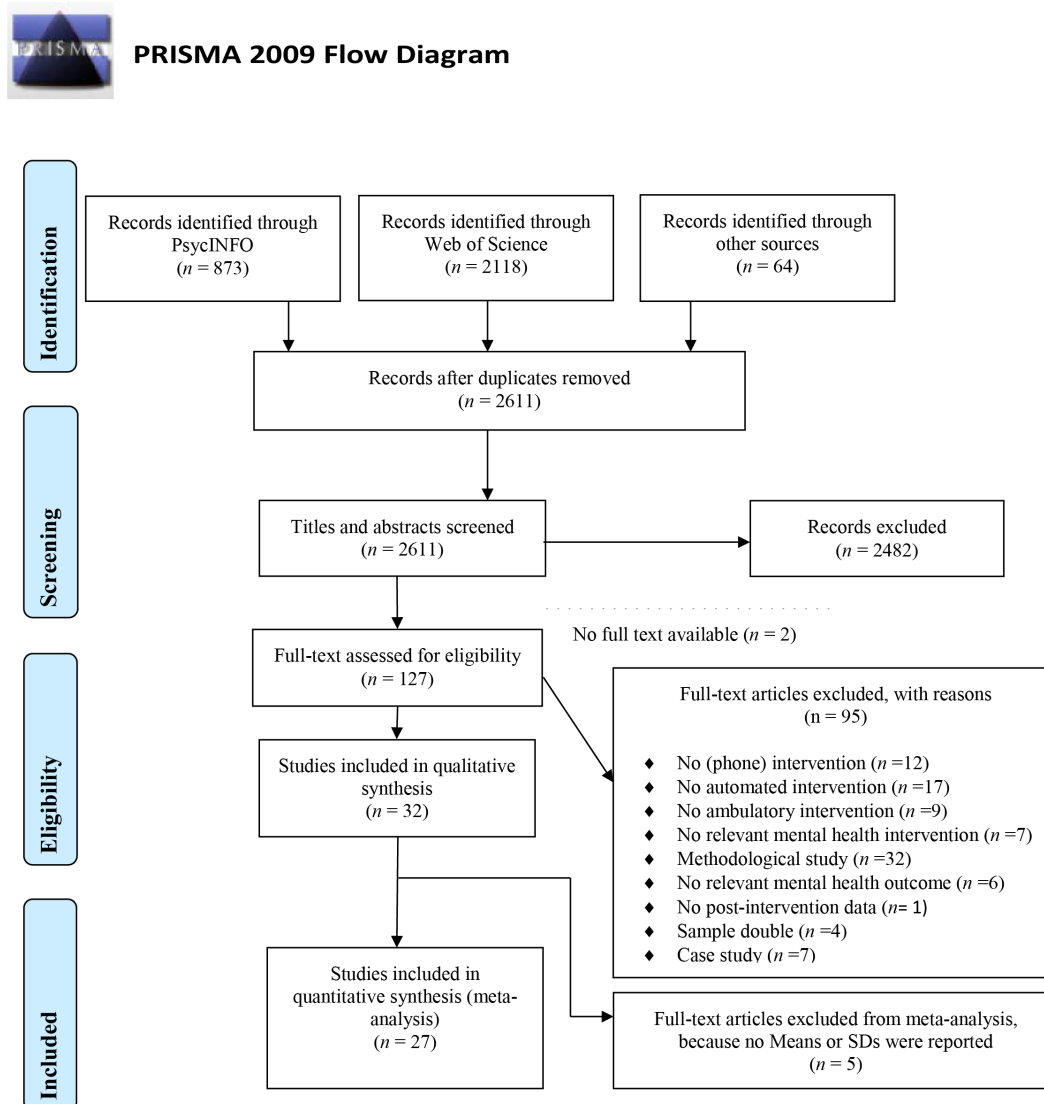 PRISMA
PRISMA 2009 Flow Diagram
Identification
Records identified through
PsycINFO
(n = 873)
Records identified through
Web of Science
(n = 2118)
Records identified through
other sources
(n = 64)
Records after duplicates removed
(n = 2611)
Screening
Titles and abstracts screened
(n = 2611)
Records excluded
(n = 2482)
No full text available (n = 2)
Eligibility
Full-text assessed for eligibility
(n = 127)
Full-text articles excluded, with reasons
(n = 95)
♦ No (phone) intervention (n =12)
♦ No automated intervention (n =17)
♦ No ambulatory intervention (n =9)
♦ No relevant mental health intervention (n =7)
♦ Methodological study (n =32)
♦ No relevant mental health outcome (n =6)
♦ No post-intervention data (n= 1)
♦ Sample double (n =4)
♦ Case study (n =7)
Studies included in qualitative
synthesis
(n = 32)
Included
Studies included in
quantitative synthesis (meta-
analysis)
(n = 27)
Full-text articles excluded from meta-analysis,
because no Means or SDs were reported
(n = 5)